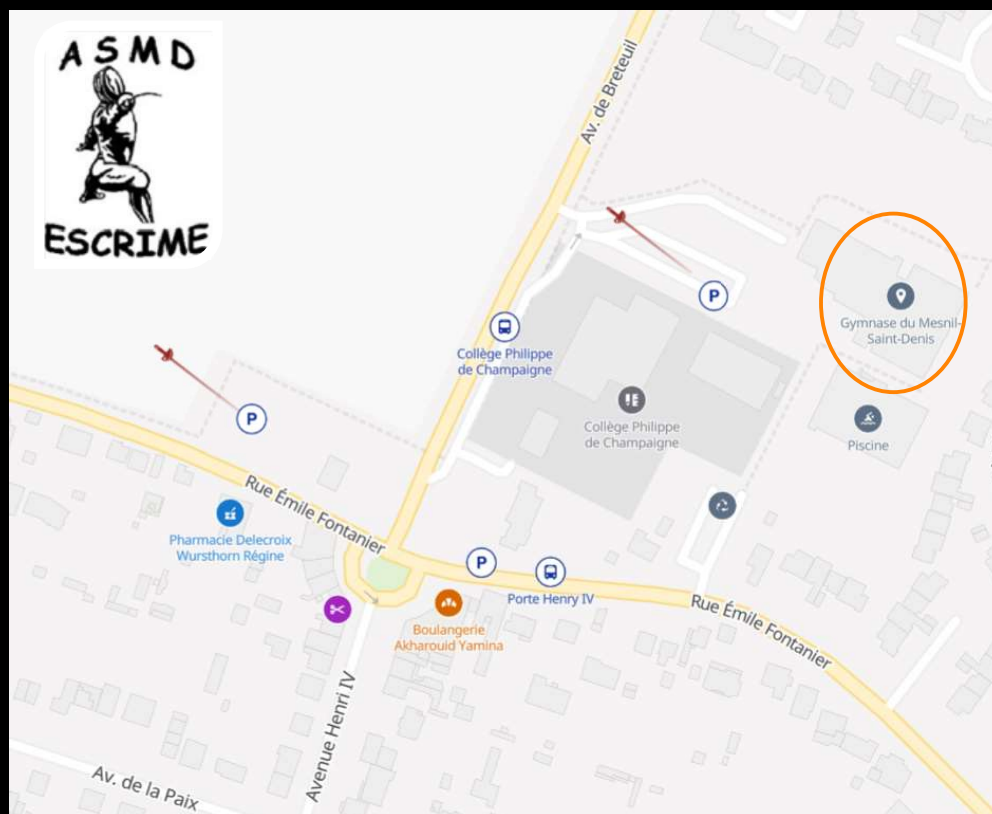 ASMD
ESCRIME
Av. de Breteuil
P
Gymnase du Mesnil-
Saint-Denis
Collège Philippe
de Champaigne
Collège Philippe
de Champaigne
P
Piscine
Rue Émile Fontanier
Pharmacie Delecroix
Wursthorn Régine
P
Porte Henry IV
Rue Émile Fontanier
Boulangerie
Akharouid Yamina
Avenue Henri IV
Av. de la Paix